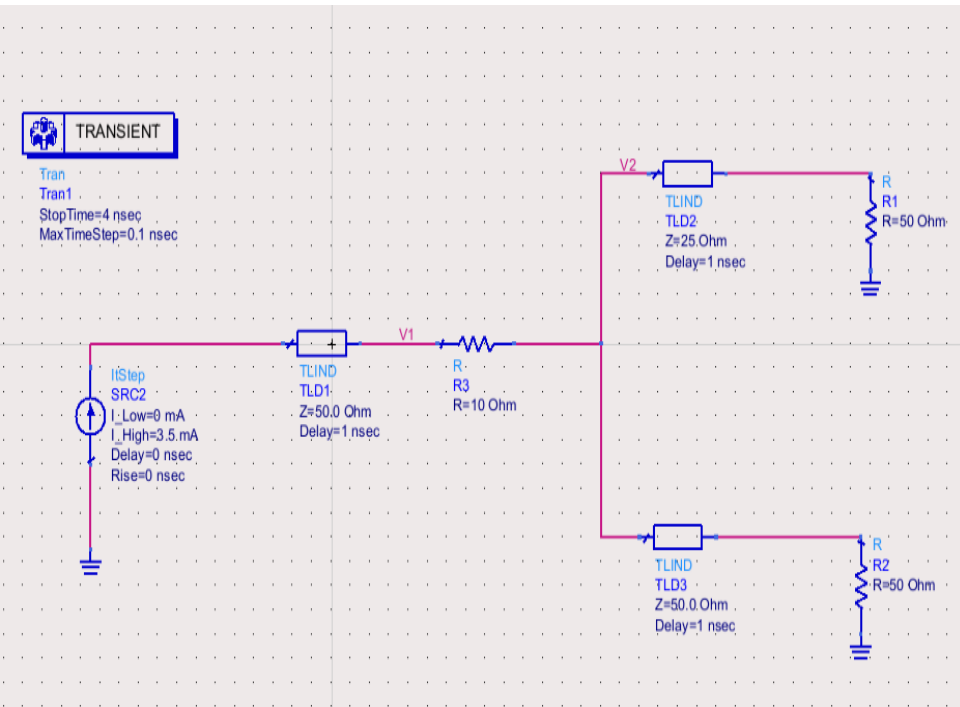 TRANSIENT
Tran
Tran1
StopTime=4 nsec
MaxTimeStep=0.1 nsec
V2
TLIND
TLD2
Z=25.Ohm
Delay=1 nsec
R
R1
R=50 Ohm
V1
TLIND
TLD1
Z=50.0 Ohm
Delay=1 nsec
R
R3
R=10 Ohm
ItStep
SRC2
I_Low=0 mA
I_High=3.5 mA
Delay=0 nsec
Rise=0 nsec
TLIND
TLD3
Z=50.0 Ohm
Delay=1 nsec
R
R2
R=50 Ohm